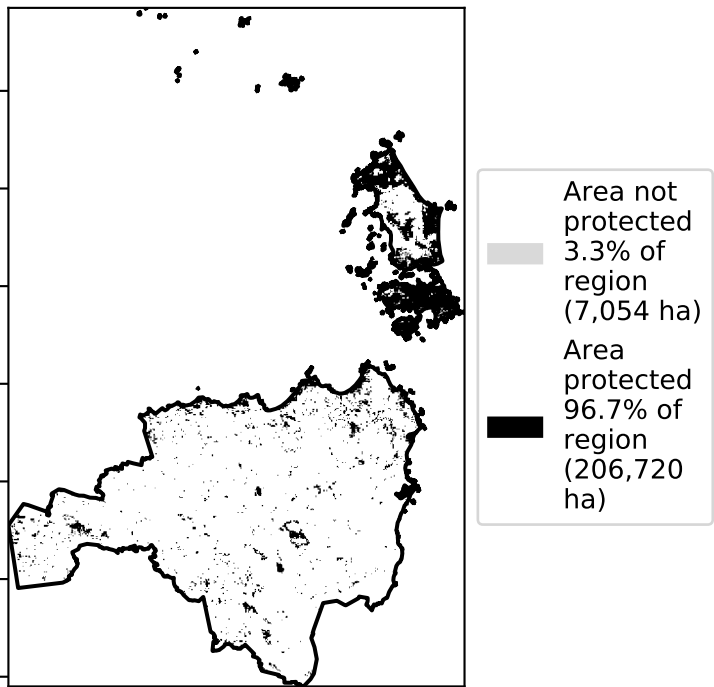 Area not
protected
3.3% of
region
(7,054 ha)
Area
protected
96.7% of
region
(206,720
ha)